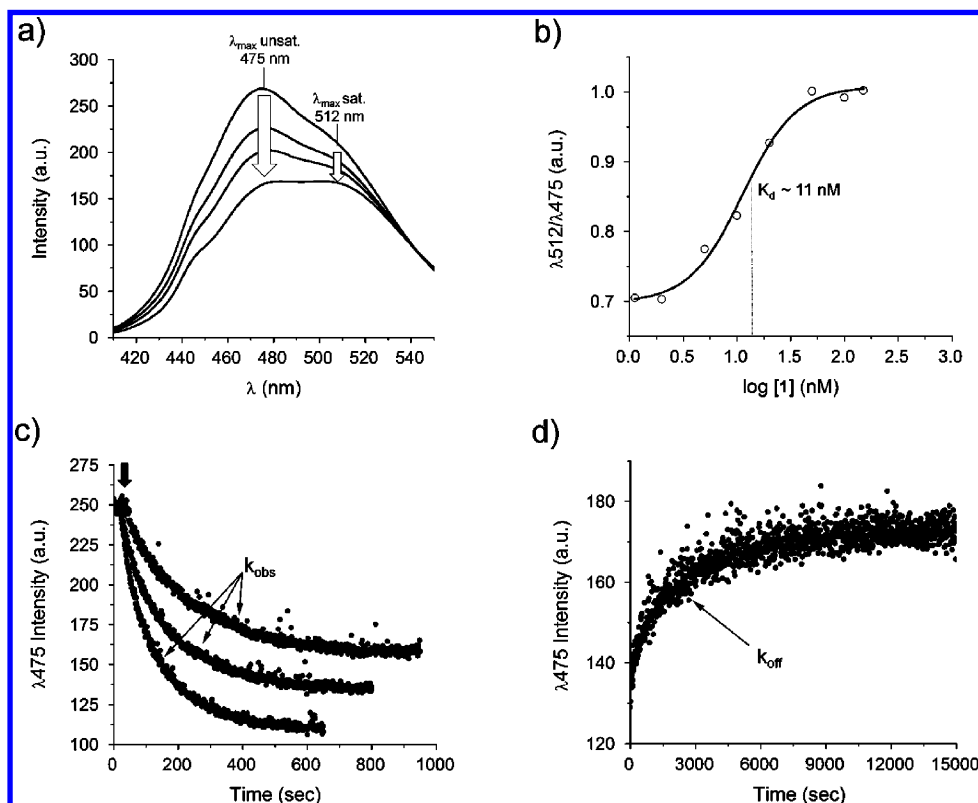 a)
λmax unsat.
475 nm
λmax sat.
512 nm
300
250
200
150
100
50
0
Intensity (a.u.)
420 440 460 480 500 520 540
λ (nm)
b)
1.0
0.9
0.8
0.7
λ512/λ475 (a.u.)
Kd ~ 11 nM
0.0 0.5 1.0 1.5 2.0 2.5 3.0
log [1] (nM)
c)
275
250
225
200
175
150
125
100
λ475 Intensity (a.u.)
kobs
0 200 400 600 800 1000
Time (sec)
d)
180
160
140
120
λ475 Intensity (a.u.)
koff
0 3000 6000 9000 12000 15000
Time (sec)